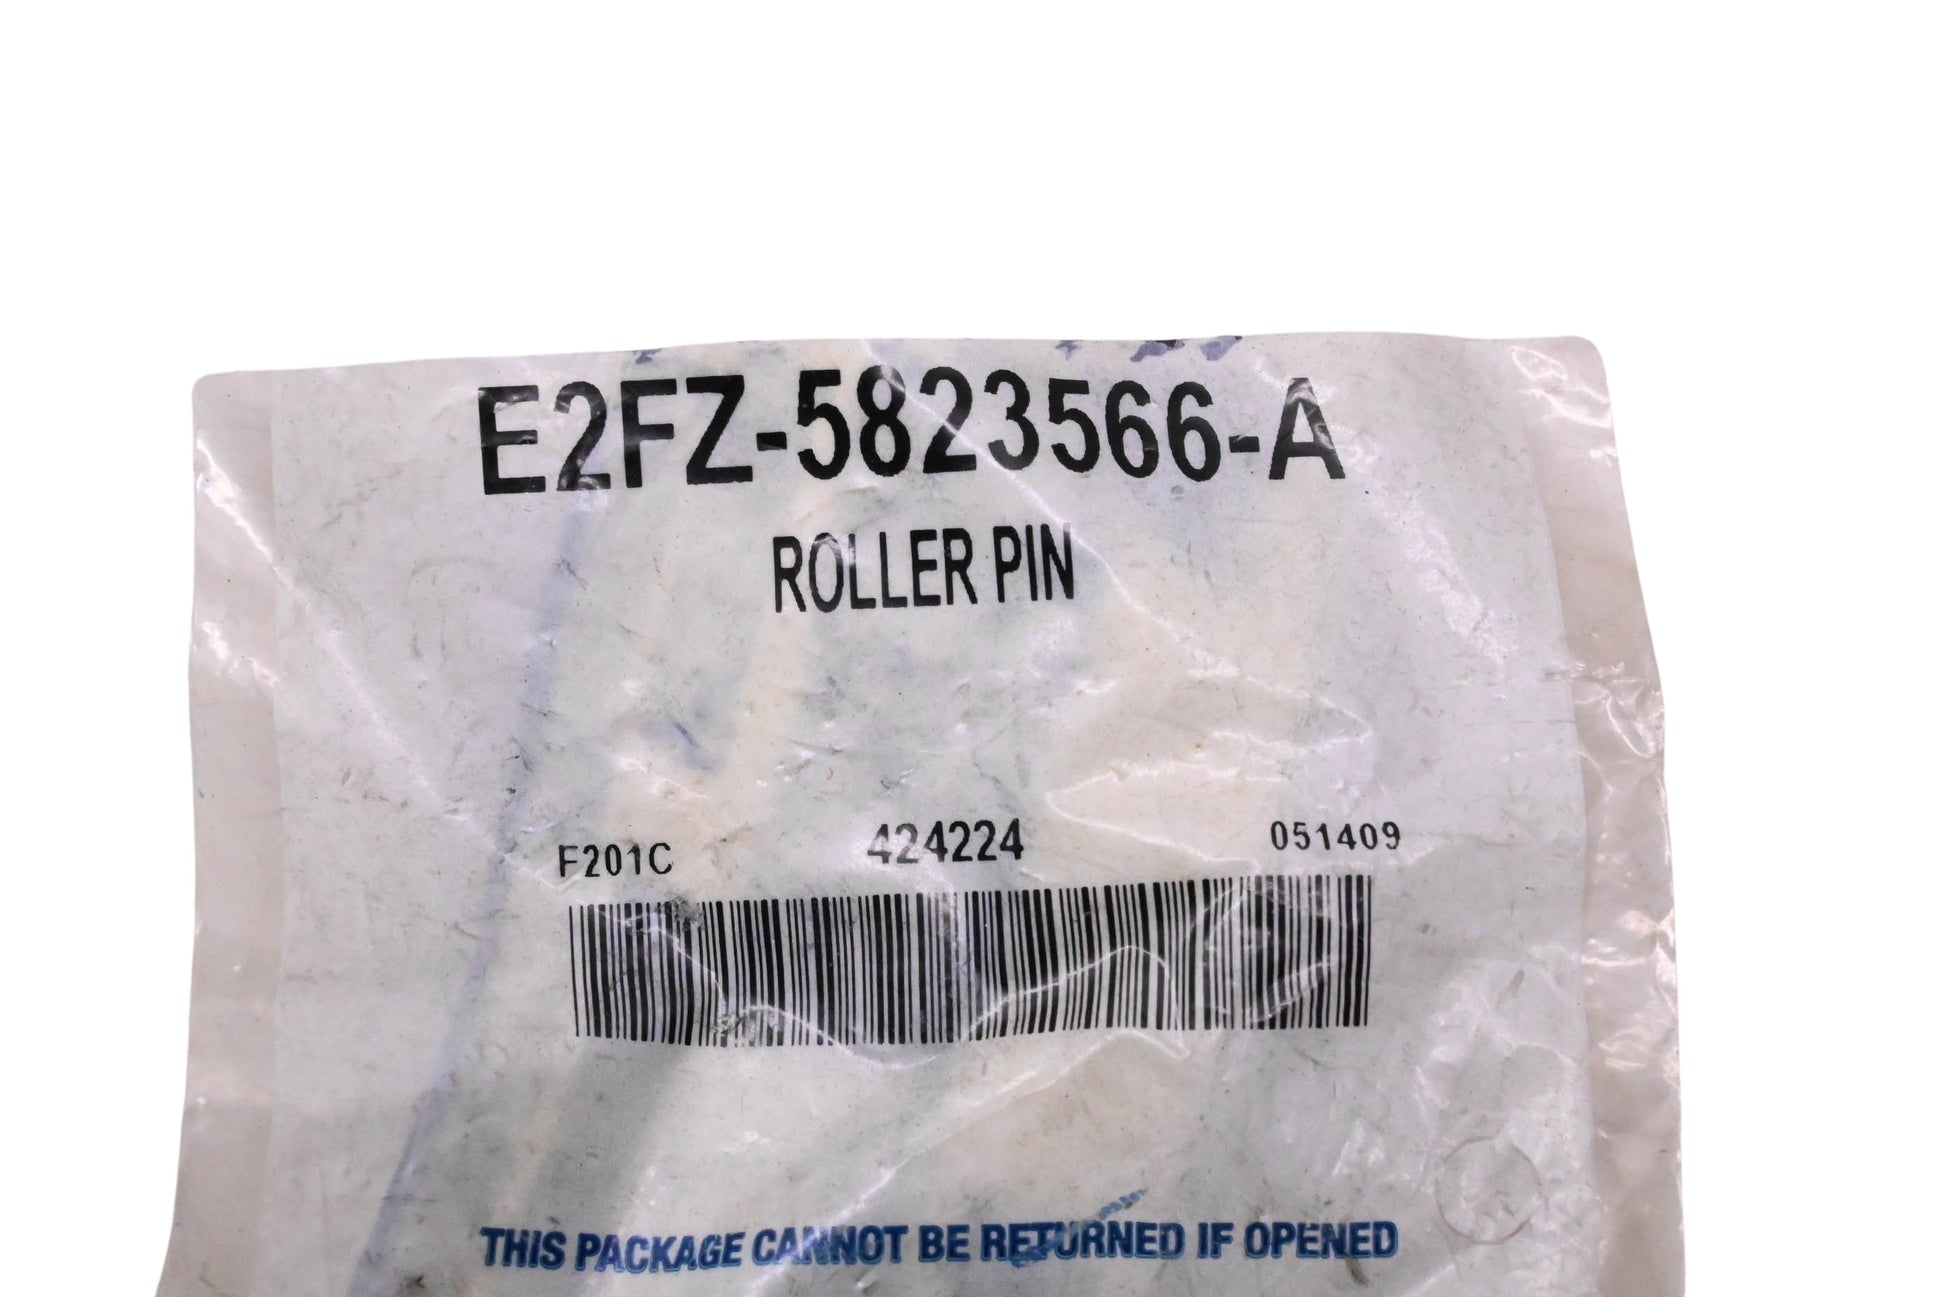 E2FZ-5823566-A
ROLLER PIN
F201C 424224 051409
THIS PACKAGE CANNOT BE RETURNED IF OPENED